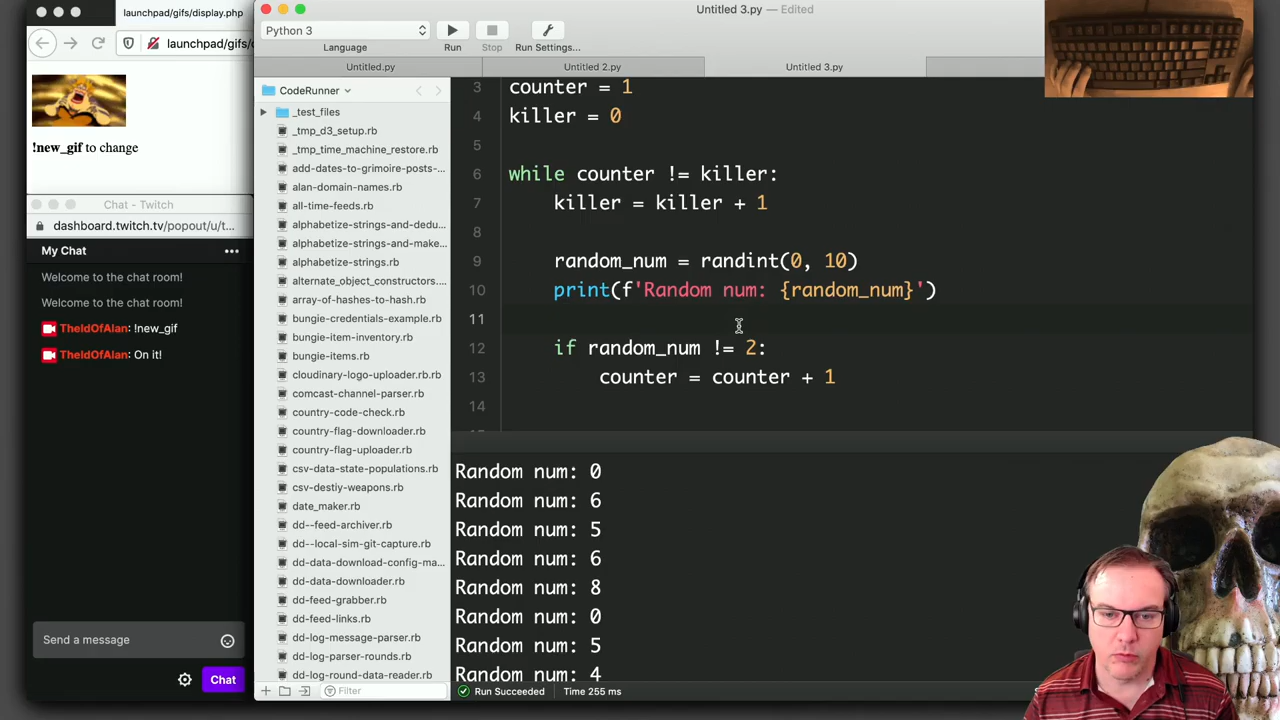 launchpad/gifs/display.php
launchpad/gifs/d
!new_gif to change
Chat - Twitch
dashboard.twitch.tv/popout/u/t...
My Chat
Welcome to the chat room!
Welcome to the chat room!
TheIdOfAlan: !new_gif
TheIdOfAlan: On it!
Send a message
Chat
Untitled 3.py — Edited
Python 3
Language
Run
Stop
Run Settings...
Untitled.py
Untitled 2.py
Untitled 3.py
CodeRunner
_test_files
_tmp_d3_setup.rb
_tmp_time_machine_restore.rb
add-dates-to-grimoire-posts-...
alan-domain-names.rb
all-time-feeds.rb
alphabetize-strings-and-dedu...
alphabetize-strings-and-make...
alphabetize-strings.rb
alternate_object_constructors....
array-of-hashes-to-hash.rb
bungie-credentials-example.rb
bungie-item-inventory.rb
bungie-items.rb
cloudinary-logo-uploader.rb.rb
comcast-channel-parser.rb
country-code-check.rb
country-flag-downloader.rb
country-flag-uploader.rb
csv-data-state-populations.rb
csv-destiy-weapons.rb
date_maker.rb
dd--feed-archiver.rb
dd--local-sim-git-capture.rb
dd-data-download-config-ma...
dd-data-downloader.rb
dd-feed-grabber.rb
dd-feed-links.rb
dd-log-message-parser.rb
dd-log-parser-rounds.rb
dd-log-round-data-reader.rb
Filter
3 counter = 1
4 killer = 0
5
6 while counter != killer:
7 killer = killer + 1
8
9 random_num = randint(0, 10)
10 print(f'Random num: {random_num}')
11
12 if random_num != 2:
13 counter = counter + 1
14
Random num: 0
Random num: 6
Random num: 5
Random num: 6
Random num: 8
Random num: 0
Random num: 5
Random num: 4
Run Succeeded Time 255 ms